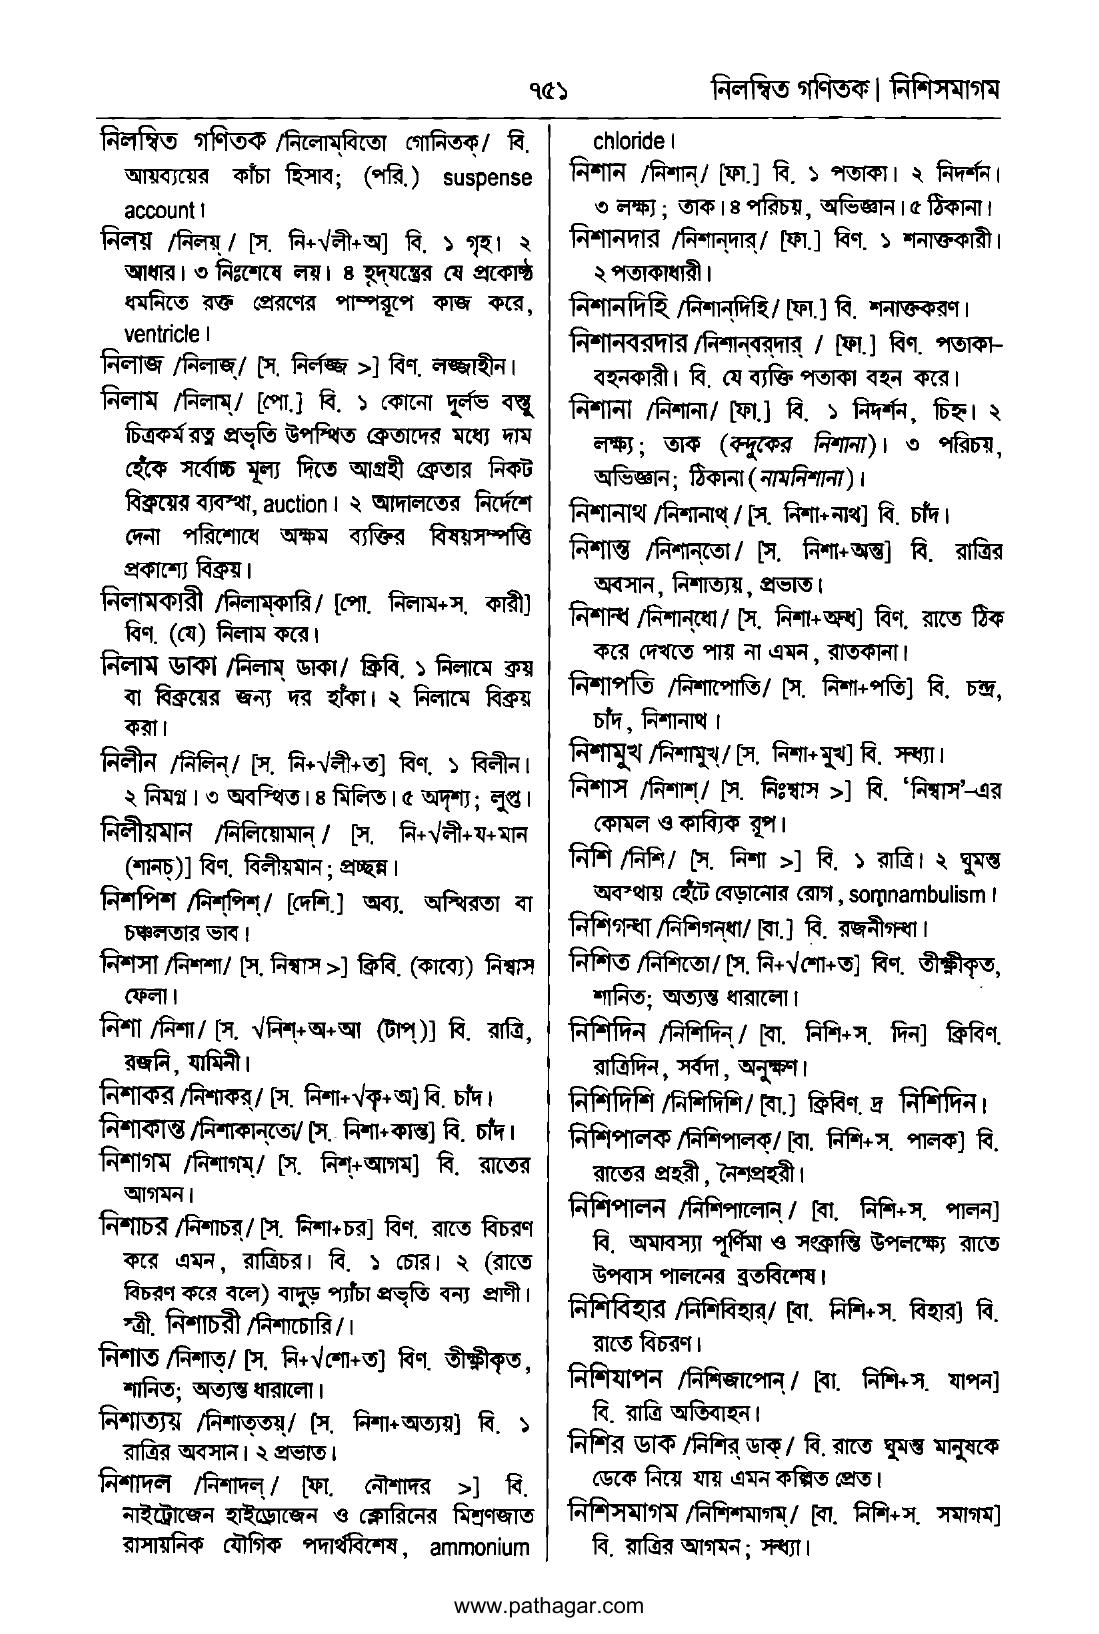 ৭৫১
নিলম্বিত গণিতক | নিশিসমাগম
নিলম্বিত গণিতক /নিলোম্‌বিতো গোনিতক্/ বি.
আয়ব্যয়ের কাঁচা হিসাব; (পরি.) suspense
account।
নিলয় /নিলয়্/ [স. নি+√লী+অ] বি. ১ গৃহ। ২
আধার। ৩ নিঃশেষে লয়। ৪ হৃদ্‌যন্ত্রের যে প্রকোষ্ঠ
ধমনিতে রক্ত প্রেরণের পাম্পরূপে কাজ করে,
ventricle।
নিলাজ /নিলাজ্/ [স. নির্লজ্জ >] বিণ. লজ্জাহীন।
নিলাম /নিলাম্/ [পো.] বি. ১ কোনো দুর্লভ বস্তু
চিত্রকর্ম রত্ন প্রভৃতি উপস্থিত ক্রেতাদের মধ্যে দাম
হেঁকে সর্বোচ্চ মূল্য দিতে আগ্রহী ক্রেতার নিকট
বিক্রয়ের ব্যবস্থা, auction। ২ আদালতের নির্দেশে
দেনা পরিশোধে অক্ষম ব্যক্তির বিষয়সম্পত্তি
প্রকাশ্যে বিক্রয়।
নিলামকারী /নিলাম্‌কারি/ [পো. নিলাম+স. কারী]
বিণ. (যে) নিলাম করে।
নিলাম ডাকা /নিলাম্ ডাকা/ ক্রিবি. ১ নিলামে ক্রয়
বা বিক্রয়ের জন্য দর হাঁকা। ২ নিলামে বিক্রয়
করা।
নিলীন /নিলিন্/ [স. নি+√লী+ত] বিণ. ১ বিলীন।
২ নিমগ্ন। ৩ অবস্থিত। ৪ মিলিত। ৫ অদৃশ্য; লুপ্ত।
নিলীয়মান /নিলিয়োমান্/ [স. নি+√লী+য+মান
(শানচ্)] বিণ. বিলীয়মান; প্রচ্ছন্ন।
নিশপিশ /নিশ্‌পিশ্/ [দেশি.] অব্য. অস্থিরতা বা
চঞ্চলতার ভাব।
নিশসা /নিশশা/ [স. নিশ্বাস >] ক্রিবি. (কাব্যে) নিশ্বাস
ফেলা।
নিশা /নিশা/ [স. √নিশ্+অ+আ (টাপ্)] বি. রাত্রি,
রজনি, যামিনী।
নিশাকর /নিশাকর্/ [স. নিশা+√কৃ+অ] বি. চাঁদ।
নিশাকান্ত /নিশাকান্‌তো/ [স. নিশা+কান্ত] বি. চাঁদ।
নিশাগম /নিশাগম্/ [স. নিশ্+আগম] বি. রাতের
আগমন।
নিশাচর /নিশাচর্/ [স. নিশা+চর] বিণ. রাতে বিচরণ
করে এমন, রাত্রিচর। বি. ১ চোর। ২ (রাতে
বিচরণ করে বলে) বাদুড় প্যাঁচা প্রভৃতি বন্য প্রাণী।
স্ত্রী. নিশাচরী /নিশাচোরি/।
নিশাত /নিশাত্/ [স. নি+√শো+ত] বিণ. তীক্ষ্ণীকৃত,
শানিত; অত্যন্ত ধারালো।
নিশাত্যয় /নিশাত্‌তয়্/ [স. নিশা+অত্যয়] বি. ১
রাত্রির অবসান। ২ প্রভাত।
নিশাদল /নিশাদল্/ [ফা. নৌশাদর >] বি.
নাইট্রোজেন হাইড্রোজেন ও ক্লোরিনের মিশ্রণজাত
রাসায়নিক যৌগিক পদার্থবিশেষ, ammonium
chloride।
নিশান /নিশান্/ [ফা.] বি. ১ পতাকা। ২ নিদর্শন।
৩ লক্ষ্য; তাক। ৪ পরিচয়, অভিজ্ঞান। ৫ ঠিকানা।
নিশানদার /নিশান্‌দার্/ [ফা.] বিণ. ১ শনাক্তকারী।
২ পতাকাধারী।
নিশানদিহি /নিশান্‌দিহি/ [ফা.] বি. শনাক্তকরণ।
নিশানবরদার /নিশান্‌বর্‌দার্ / [ফা.] বিণ. পতাকা-
বহনকারী। বি. যে ব্যক্তি পতাকা বহন করে।
নিশানা /নিশানা/ [ফা.] বি. ১ নিদর্শন, চিহ্ন। ২
লক্ষ্য; তাক (বন্দুকের নিশানা)। ৩ পরিচয়,
অভিজ্ঞান; ঠিকানা (নামনিশানা)।
নিশানাথ /নিশানাথ্/ [স. নিশা+নাথ] বি. চাঁদ।
নিশান্ত /নিশান্‌তো/ [স. নিশা+অন্ত] বি. রাত্রির
অবসান, নিশাত্যয়, প্রভাত।
নিশান্ধ /নিশান্‌ধো/ [স. নিশা+অন্ধ] বিণ. রাতে ঠিক
করে দেখতে পায় না এমন, রাতকানা।
নিশাপতি /নিশাপোতি/ [স. নিশা+পতি] বি. চন্দ্র,
চাঁদ, নিশানাথ।
নিশামুখ /নিশামুখ্/ [স. নিশা+মুখ] বি. সন্ধ্যা।
নিশাস /নিশাশ্/ [স. নিঃশ্বাস >] বি. ‘নিশ্বাস’-এর
কোমল ও কাব্যিক রূপ।
নিশি /নিশি/ [স. নিশা >] বি. ১ রাত্রি। ২ ঘুমন্ত
অবস্থায় হেঁটে বেড়ানোর রোগ, somnambulism।
নিশিগন্ধা /নিশিগন্‌ধা/ [বা.] বি. রজনীগন্ধা।
নিশিত /নিশিতো/ [স. নি+√শো+ত] বিণ. তীক্ষ্ণীকৃত,
শানিত; অত্যন্ত ধারালো।
নিশিদিন /নিশিদিন্/ [বা. নিশি+স. দিন] ক্রিবিণ.
রাত্রিদিন, সর্বদা, অনুক্ষণ।
নিশিদিশি /নিশিদিশি/ [বা.] ক্রিবিণ. দ্র নিশিদিন।
নিশিপালক /নিশিপালক্/ [বা. নিশি+স. পালক] বি.
রাতের প্রহরী, নৈশপ্রহরী।
নিশিপালন /নিশিপালোন্/ [বা. নিশি+স. পালন]
বি. অমাবস্যা পূর্ণিমা ও সংক্রান্তি উপলক্ষ্যে রাতে
উপবাস পালনের ব্রতবিশেষ।
নিশিবিহার /নিশিবিহার্/ [বা. নিশি+স. বিহার] বি.
রাতে বিচরণ।
নিশিযাপন /নিশিজাপোন্/ [বা. নিশি+স. যাপন]
বি. রাত্রি অতিবাহন।
নিশির ডাক /নিশির্ ডাক্/ বি. রাতে ঘুমন্ত মানুষকে
ডেকে নিয়ে যায় এমন কল্পিত প্রেত।
নিশিসমাগম /নিশিশমাগম্/ [বা. নিশি+স. সমাগম]
বি. রাত্রির আগমন; সন্ধ্যা।
www.pathagar.com